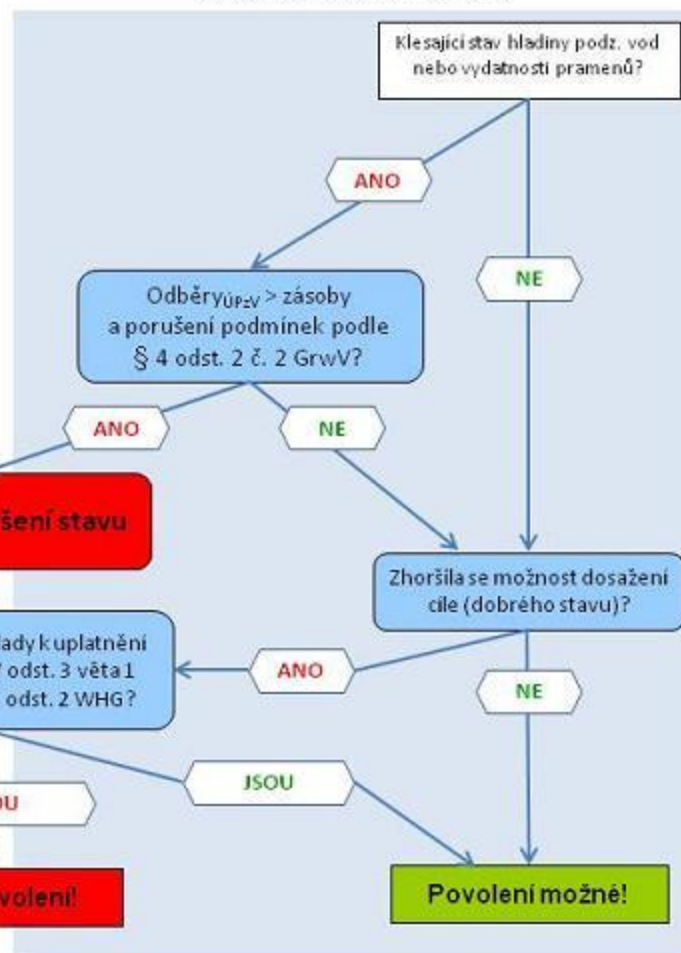 Klesající stav hladiny podz. vod
nebo vydatnosti pramenů?
ANO
NE
Odběry ÚPzV > zásoby
a porušení podmínek podle
§ 4 odst. 2 č. 2 GrwV?
ANO
NE
šení stavu
Zhoršila se možnost dosažení
cíle (dobrého stavu)?
lady k uplatnění
odst. 3 věta 1
odst. 2 WHG?
ANO
NE
JSOU
OU
volení!
Povolení možné!